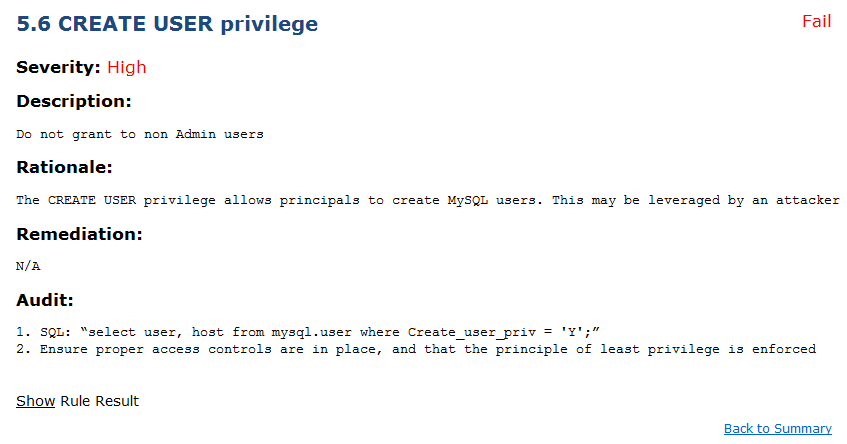 5.6 CREATE USER privilege
Fail
Severity: High
Description:
Do not grant to non Admin users
Rationale:
The CREATE USER privilege allows principals to create MySQL users. This may be leveraged by an attacker
Remediation:
N/A
Audit:
1. SQL: “select user, host from mysql.user where Create_user_priv = 'Y';”
2. Ensure proper access controls are in place, and that the principle of least privilege is enforced
Show Rule Result
Back to Summary